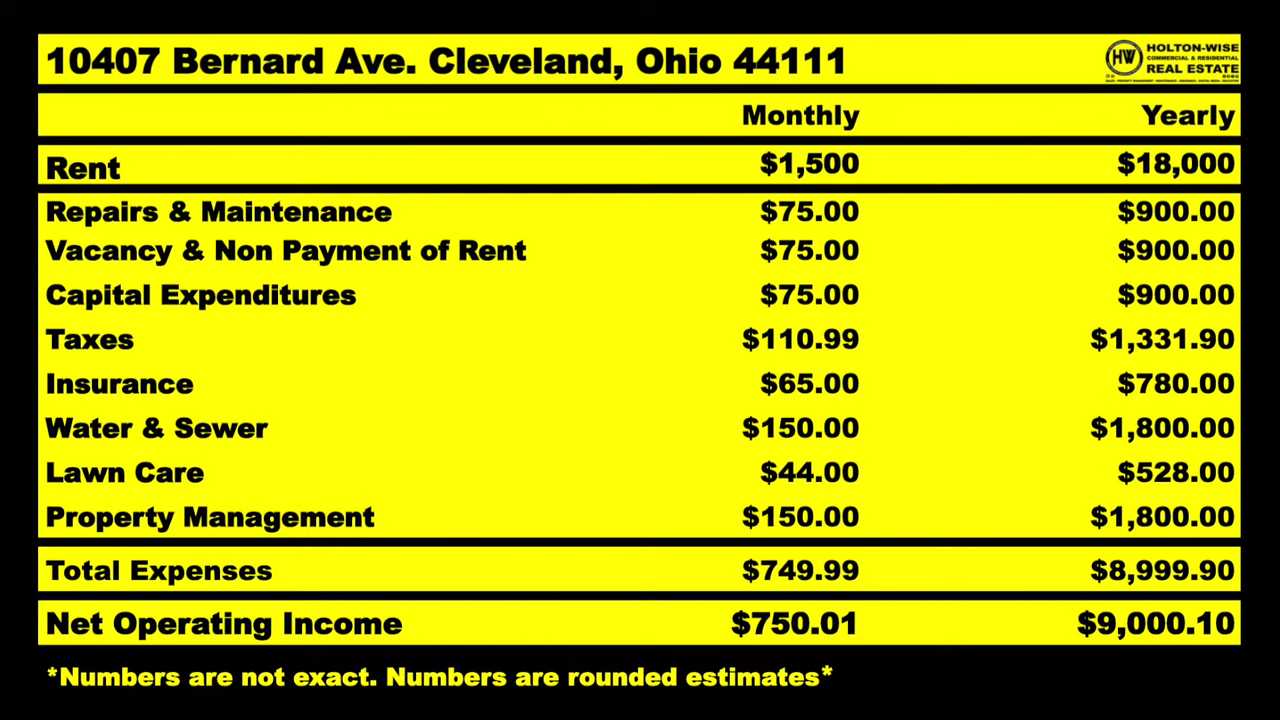 10407 Bernard Ave. Cleveland, Ohio 44111
HW
HOLTON-WISE
COMMERCIAL & RESIDENTIAL
REAL ESTATE
Monthly Yearly
Rent $1,500 $18,000
Repairs & Maintenance $75.00 $900.00
Vacancy & Non Payment of Rent $75.00 $900.00
Capital Expenditures $75.00 $900.00
Taxes $110.99 $1,331.90
Insurance $65.00 $780.00
Water & Sewer $150.00 $1,800.00
Lawn Care $44.00 $528.00
Property Management $150.00 $1,800.00
Total Expenses $749.99 $8,999.90
Net Operating Income $750.01 $9,000.10
*Numbers are not exact. Numbers are rounded estimates*